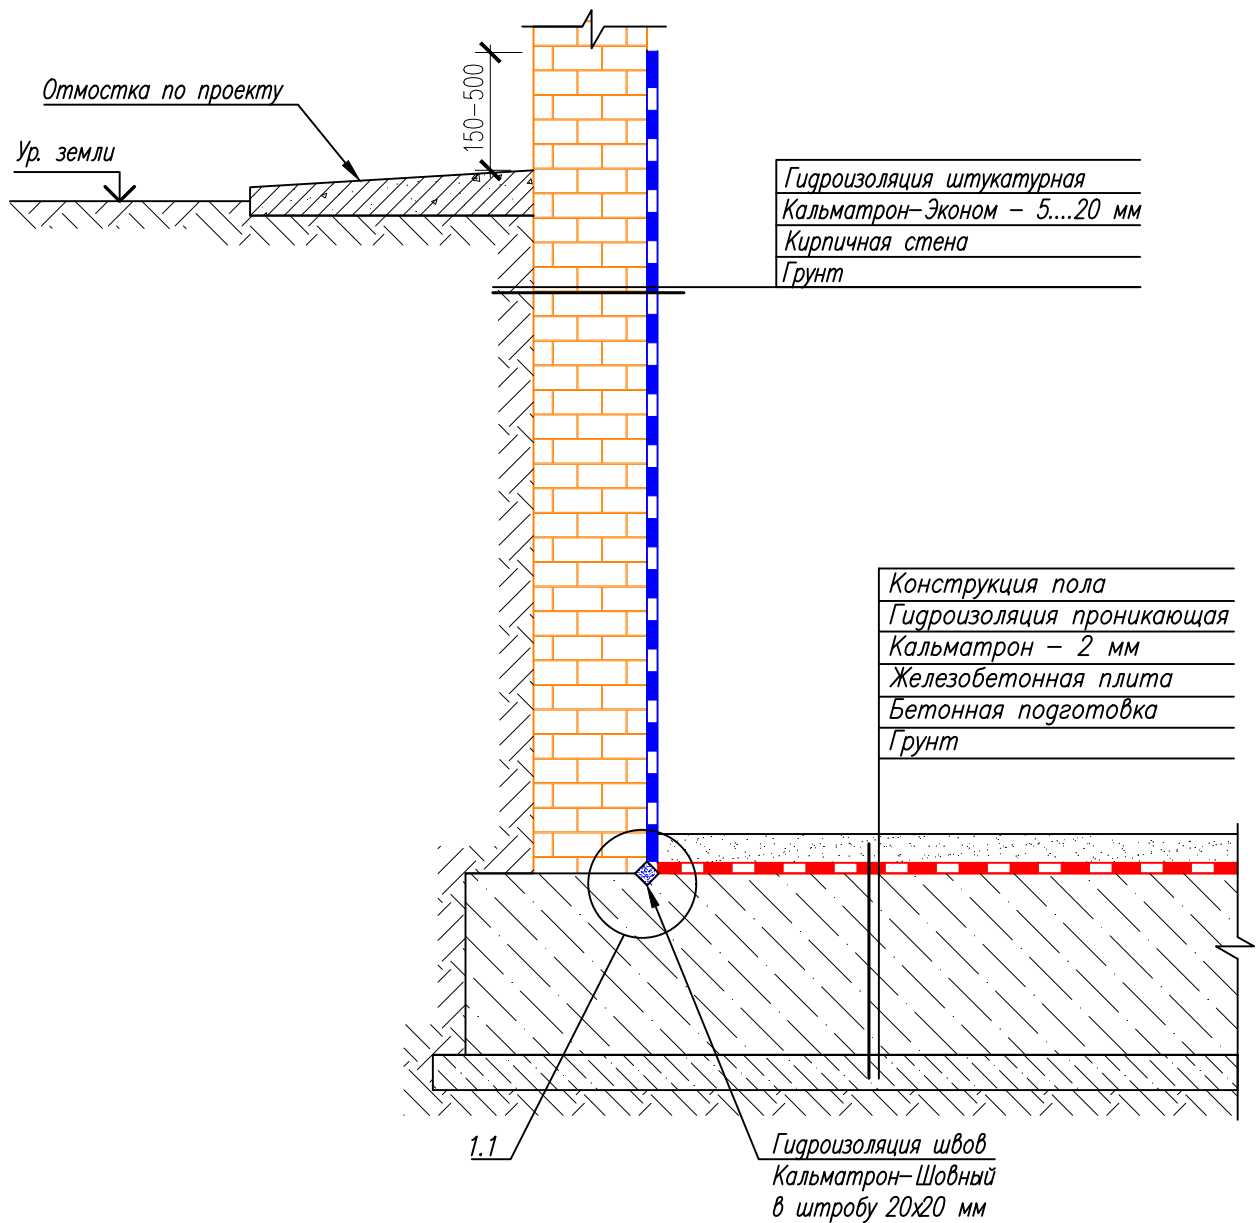 150-500
Отмостка по проекту
Ур. земли
Гидроизоляция штукатурная
Кальматрон-Эконом - 5....20 мм
Кирпичная стена
Грунт
Конструкция пола
Гидроизоляция проникающая
Кальматрон - 2 мм
Железобетонная плита
Бетонная подготовка
Грунт
1.1
Гидроизоляция швов
Кальматрон-Шовный
в штробу 20х20 мм